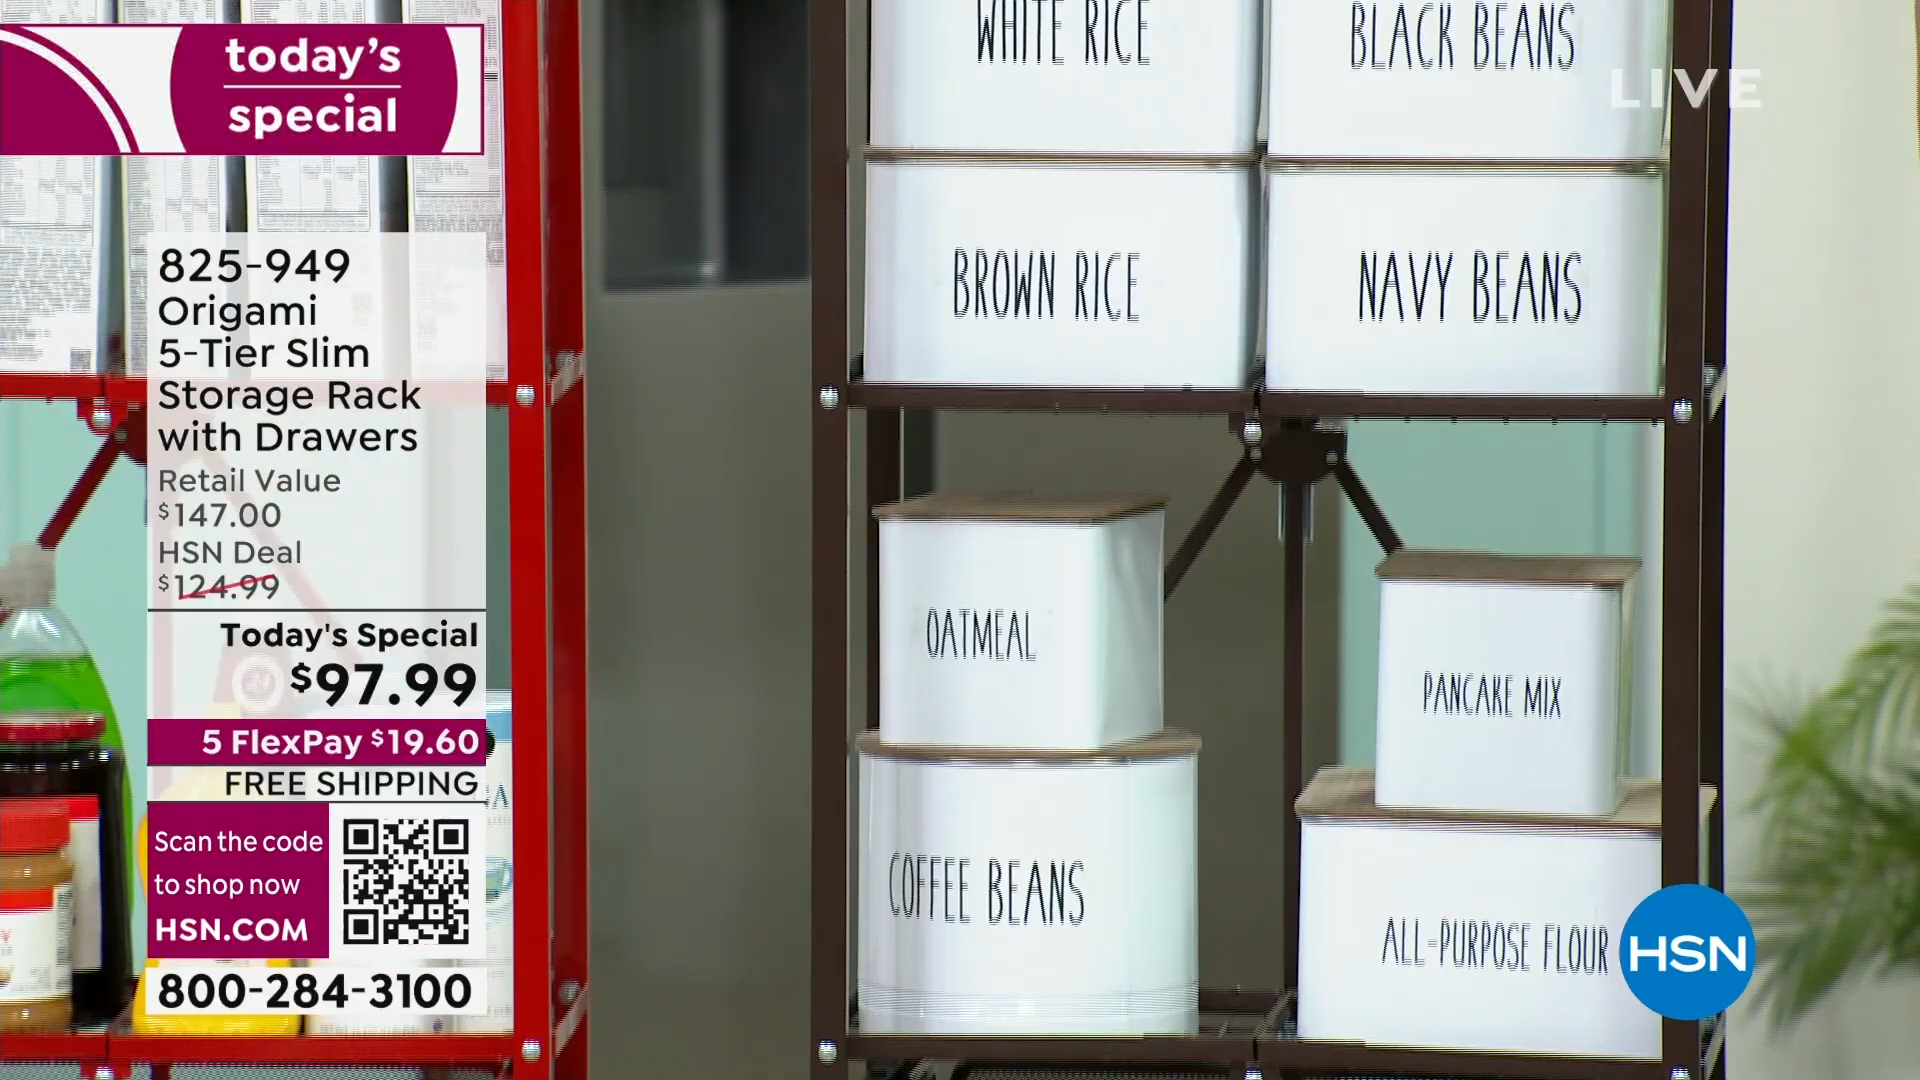 today's
special
825-949
Origami
5-Tier Slim
Storage Rack
with Drawers
Retail Value
$147.00
HSN Deal
$124.99
Today's Special
$97.99
5 FlexPay $19.60
FREE SHIPPING
Scan the code
to shop now
HSN.COM
800-284-3100
WHITE RICE
BLACK BEANS
LIVE
BROWN RICE
NAVY BEANS
OATMEAL
PANCAKE MIX
COFFEE BEANS
ALL-PURPOSE FLOUR
HSN